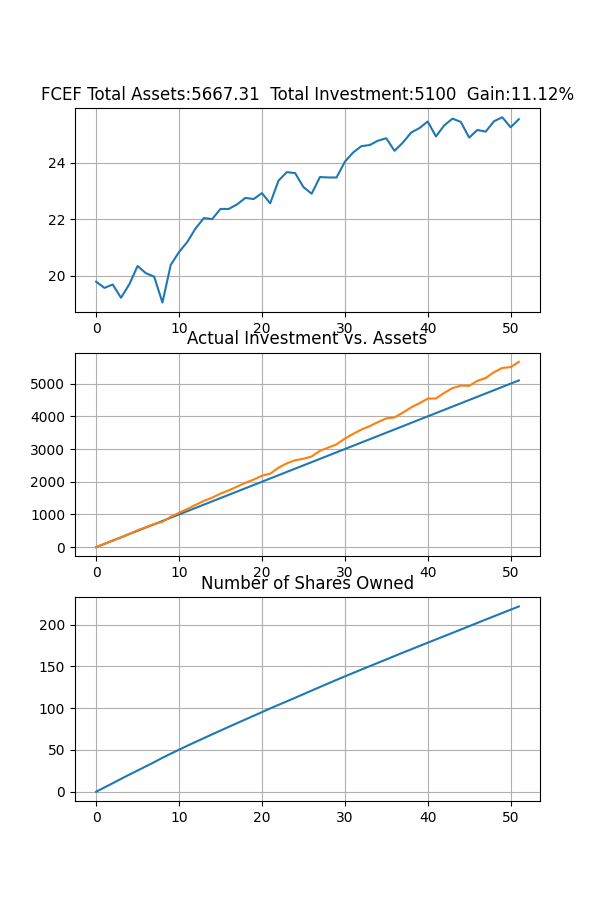 FCEF Total Assets:5667.31  Total Investment:5100  Gain:11.12%
24
22
20
0 10 20 30 40 50
Actual Investment vs. Assets
5000
4000
3000
2000
1000
0
0 10 20 30 40 50
Number of Shares Owned
200
150
100
50
0
0 10 20 30 40 50